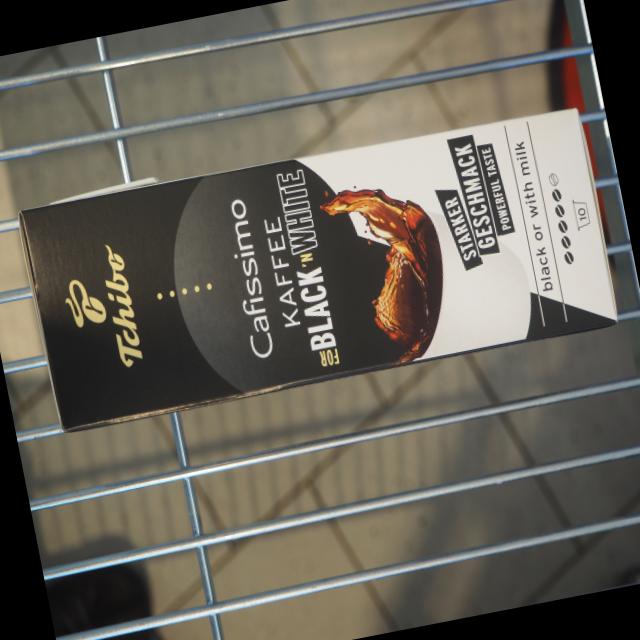 Tchibo
Cafissimo
KAFFEE
FOR BLACK 'N WHITE
STARKER
GESCHMACK
POWERFUL TASTE
black or with milk
10